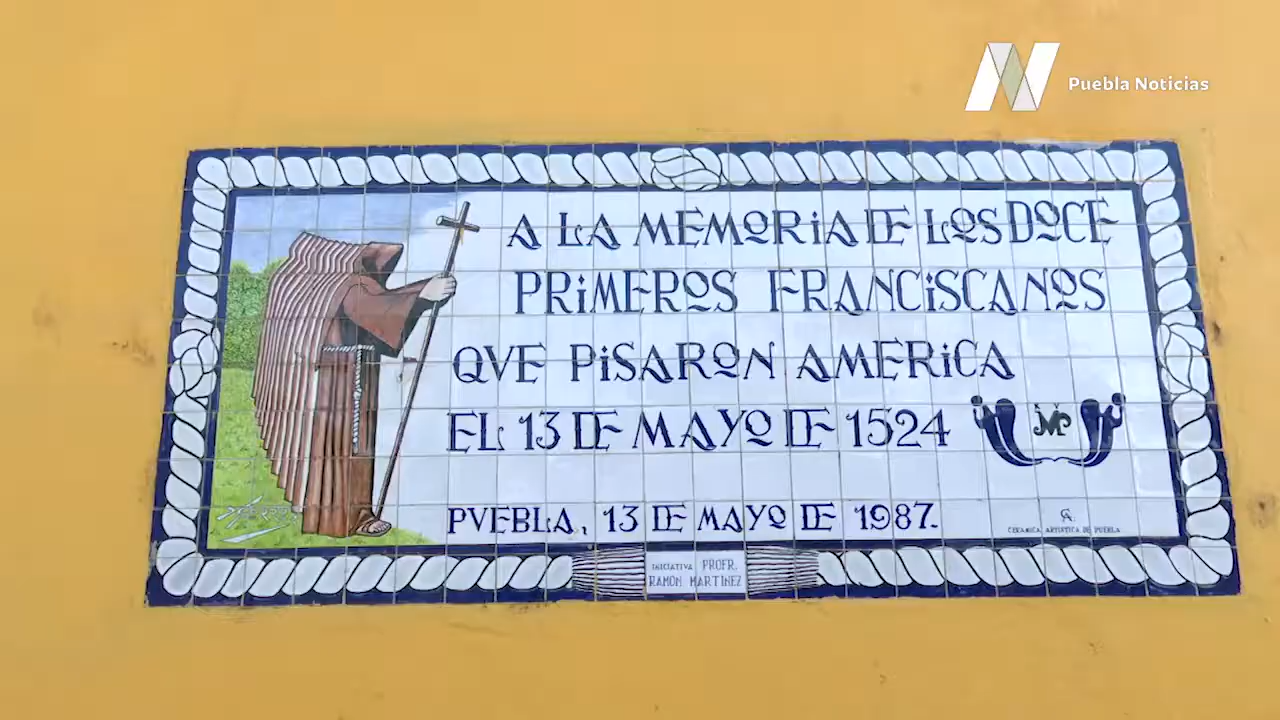 Puebla Noticias
A LA MEMORiA DE LOS DOCE
PRiMEROS FRANCiSCANOS
QVE PiSARON AMERiCA
EL 13 DE MAYO DE 1524
PVEBLA, 13 DE MAYO DE 1987.
CERAMICA ARTISTICA DE PUEBLA
INICIATIVA PROFR.
RAMON MARTINEZ